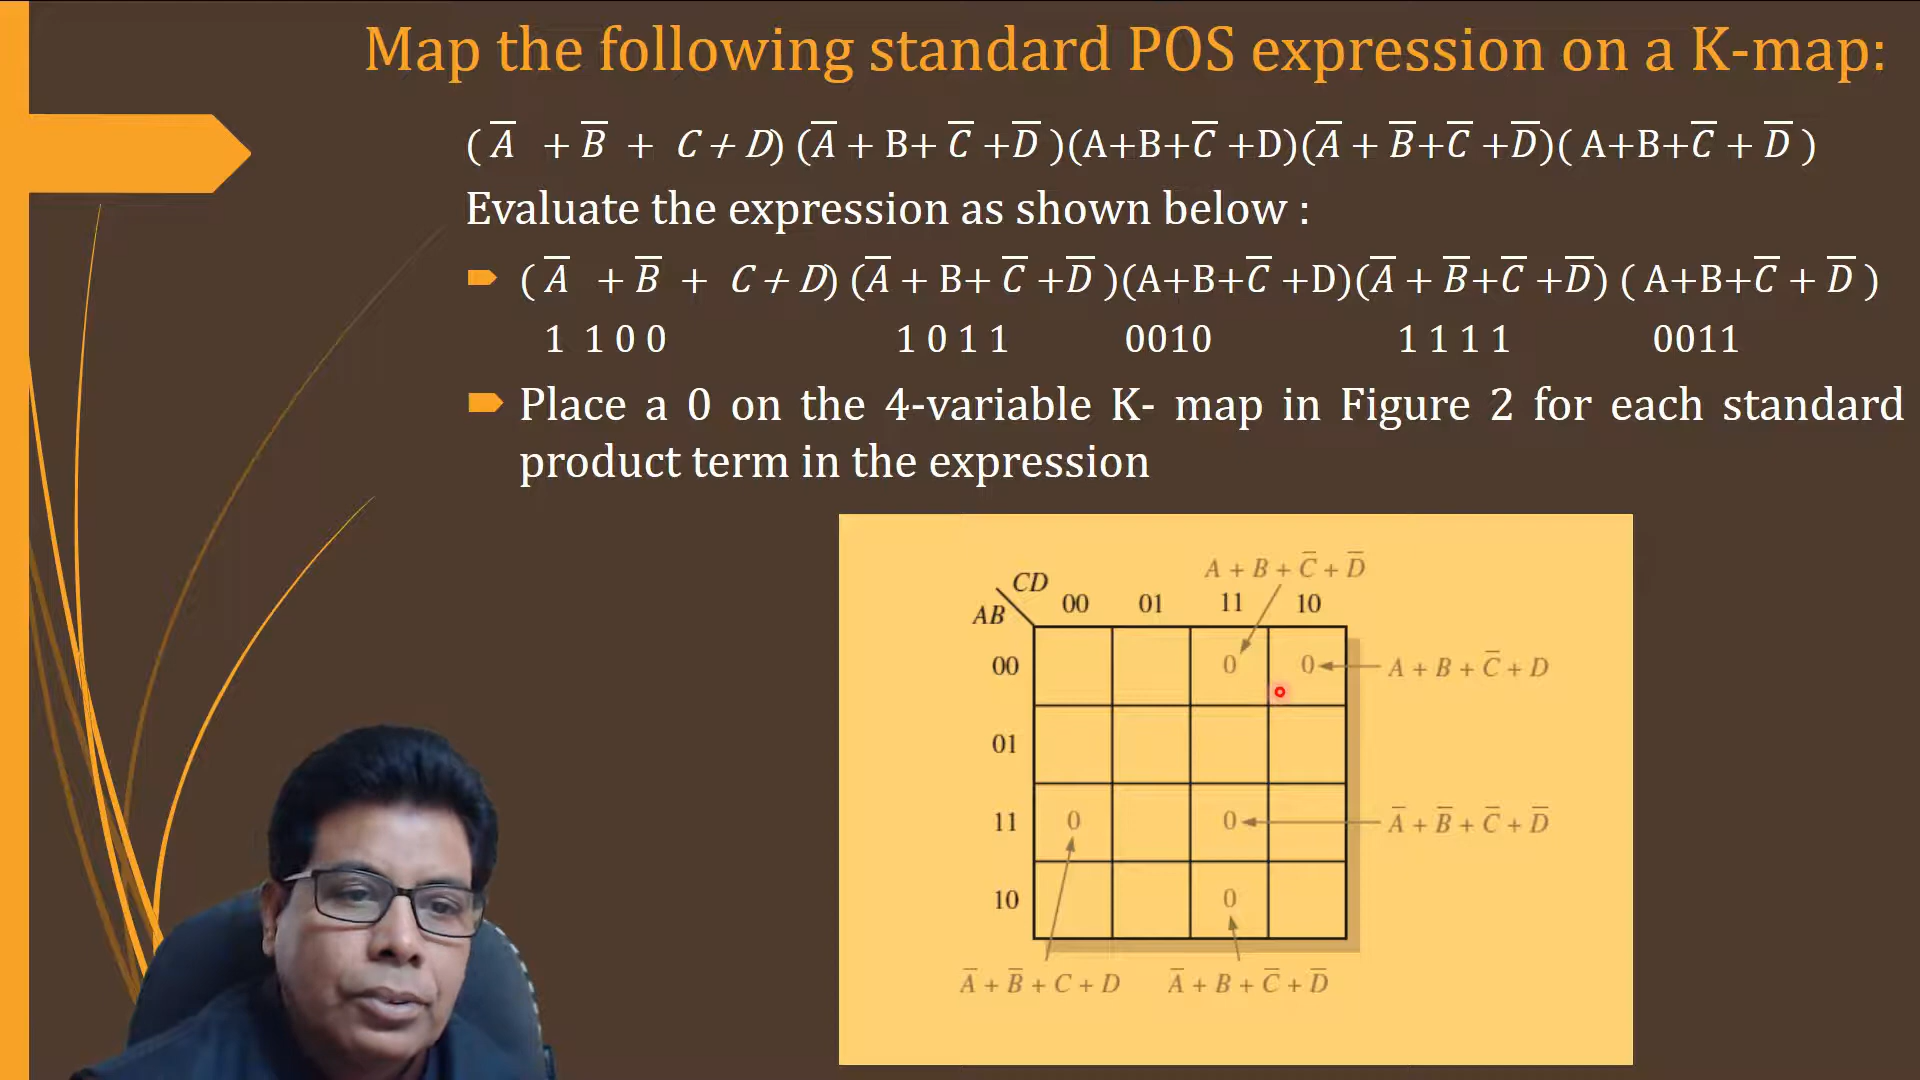 Map the following standard POS expression on a K-map:
( A̅ + B̅ + C + D) (A̅ + B+ C̅ +D̅ )(A+B+C̅ +D)(A̅ + B̅+C̅ +D̅)( A+B+C̅ + D̅ )
Evaluate the expression as shown below :
( A̅ + B̅ + C + D) (A̅ + B+ C̅ +D̅ )(A+B+C̅ +D)(A̅ + B̅+C̅ +D̅) ( A+B+C̅ + D̅ )
1 1 0 0 1 0 1 1 0010 1 1 1 1 0011
Place a 0 on the 4-variable K- map in Figure 2 for each standard
product term in the expression
A + B + C̅ + D̅
CD
AB 00 01 11 10
00 0 0 A + B + C̅ + D
01
11 0 0 A̅ + B̅ + C̅ + D̅
10 0
A̅ + B̅ + C + D A̅ + B + C̅ + D̅